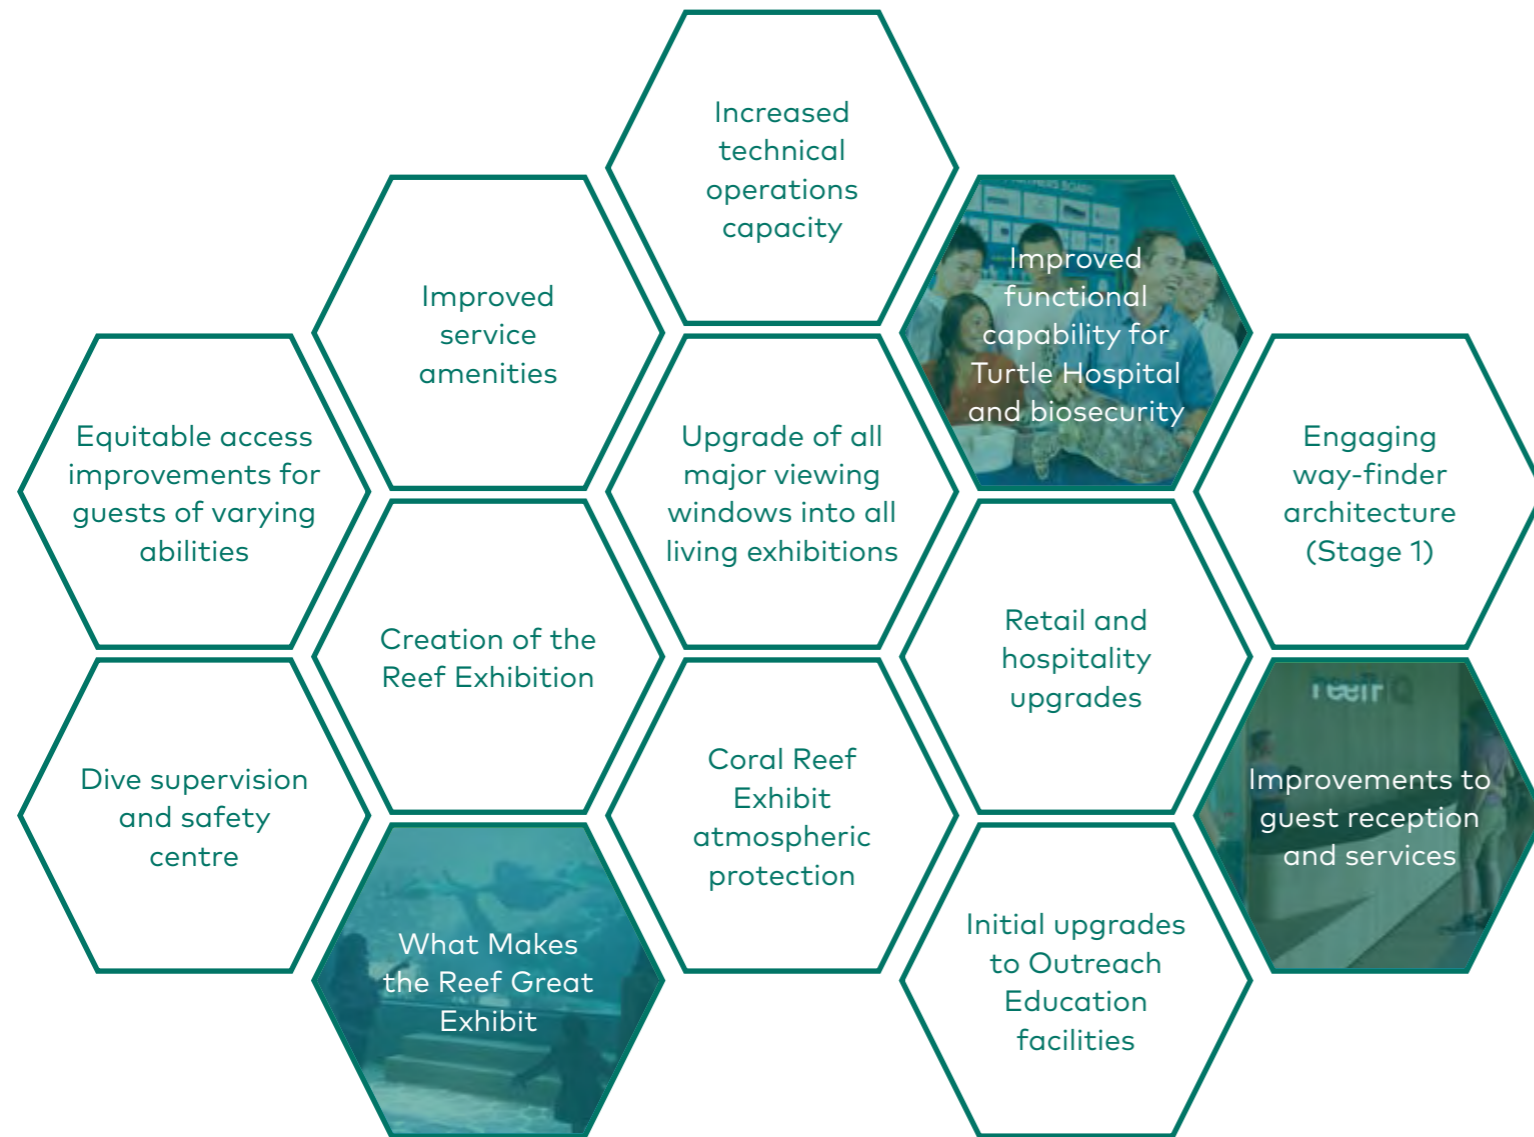 Increased
technical
operations
capacity
Improved
service
amenities
PARTNERS BOARD
Improved
functional
capability for
Turtle Hospital
and biosecurity
Equitable access
improvements for
guests of varying
abilities
Upgrade of all
major viewing
windows into all
living exhibitions
Engaging
way-finder
architecture
(Stage 1)
Creation of the
Reef Exhibition
Retail and
hospitality
upgrades
Dive supervision
and safety
centre
Coral Reef
Exhibit
atmospheric
protection
Improvements to
guest reception
and services
What Makes
the Reef Great
Exhibit
Initial upgrades
to Outreach
Education
facilities